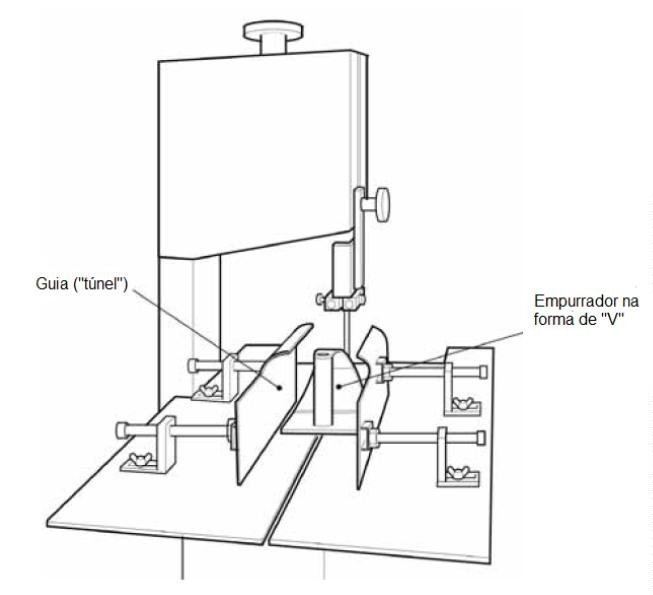 Guia ("túnel")
Empurrador na
forma de "V"